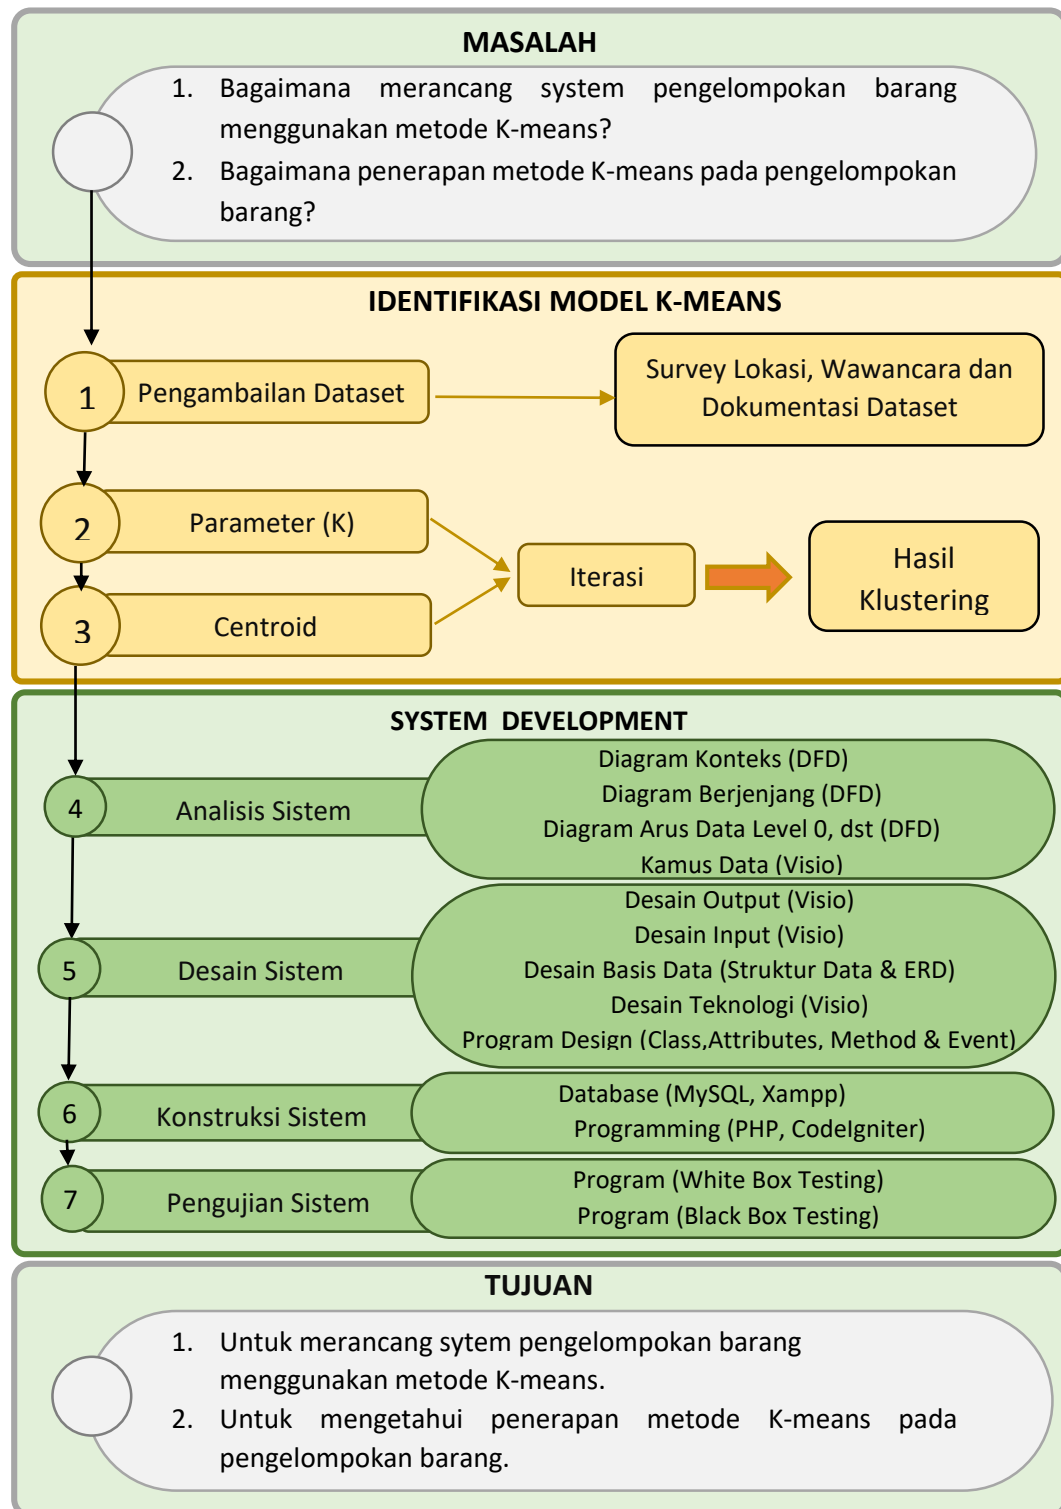 MASALAH
1. Bagaimana merancang system pengelompokan barang
menggunakan metode K-means?
2. Bagaimana penerapan metode K-means pada pengelompokan
barang?
IDENTIFIKASI MODEL K-MEANS
1
Pengambailan Dataset
Survey Lokasi, Wawancara dan
Dokumentasi Dataset
2
Parameter (K)
3
Centroid
Iterasi
Hasil
Klustering
SYSTEM DEVELOPMENT
4
Analisis Sistem
Diagram Konteks (DFD)
Diagram Berjenjang (DFD)
Diagram Arus Data Level 0, dst (DFD)
Kamus Data (Visio)
5
Desain Sistem
Desain Output (Visio)
Desain Input (Visio)
Desain Basis Data (Struktur Data & ERD)
Desain Teknologi (Visio)
Program Design (Class,Attributes, Method & Event)
6
Konstruksi Sistem
Database (MySQL, Xampp)
Programming (PHP, CodeIgniter)
7
Pengujian Sistem
Program (White Box Testing)
Program (Black Box Testing)
TUJUAN
1. Untuk merancang sytem pengelompokan barang
menggunakan metode K-means.
2. Untuk mengetahui penerapan metode K-means pada
pengelompokan barang.